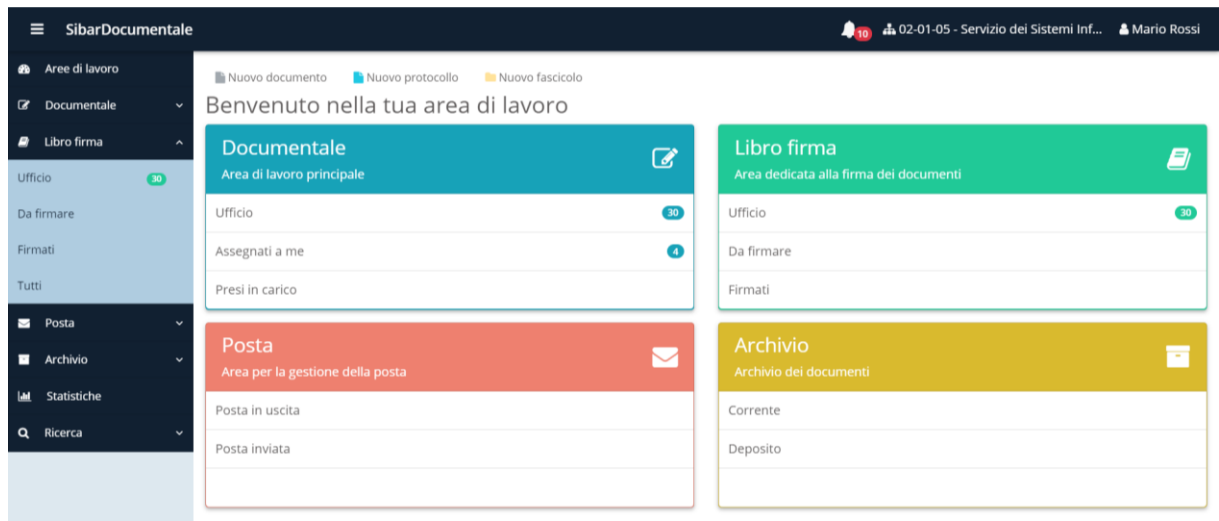 SibarDocumentale
10
02-01-05 - Servizio dei Sistemi Inf...
Mario Rossi
Aree di lavoro
Documentale
Libro firma
Ufficio 30
Da firmare
Firmati
Tutti
Posta
Archivio
Statistiche
Ricerca
Nuovo documento Nuovo protocollo Nuovo fascicolo
Benvenuto nella tua area di lavoro
Documentale
Area di lavoro principale
Ufficio 30
Assegnati a me 4
Presi in carico
Libro firma
Area dedicata alla firma dei documenti
Ufficio 30
Da firmare
Firmati
Posta
Area per la gestione della posta
Posta in uscita
Posta inviata
Archivio
Archivio dei documenti
Corrente
Deposito